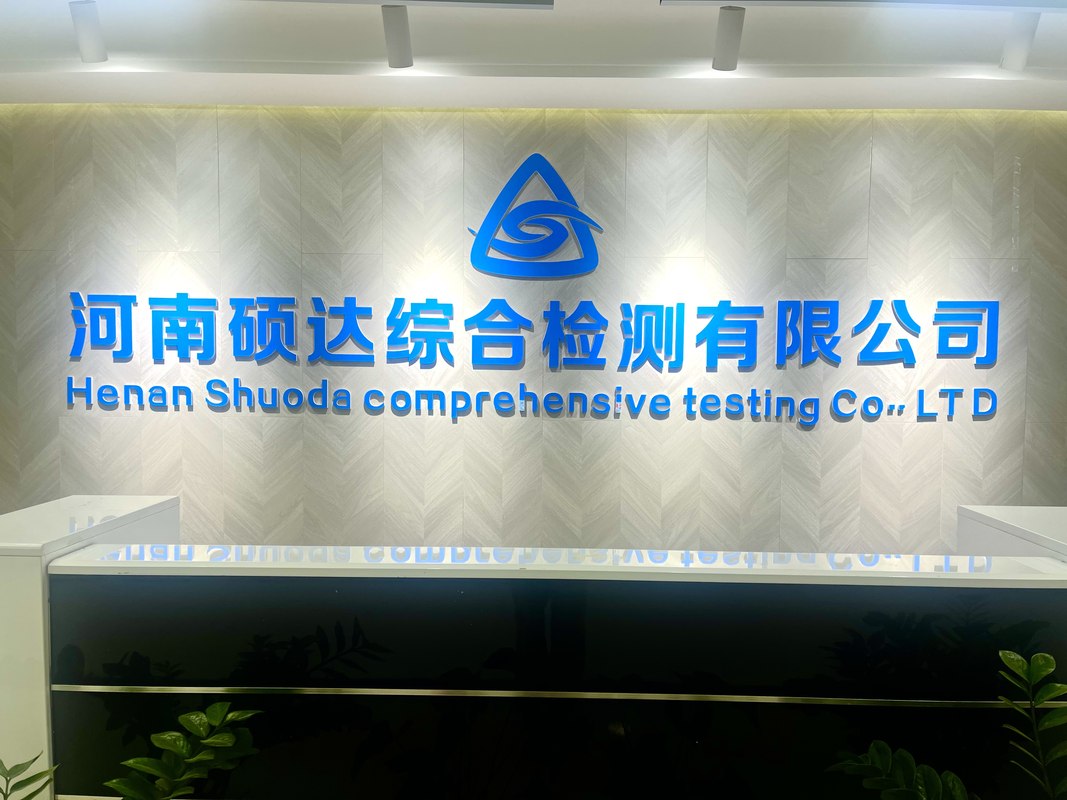 河南硕达综合检测有限公司
Henan Shuoda comprehensive testing Co.,. LTD